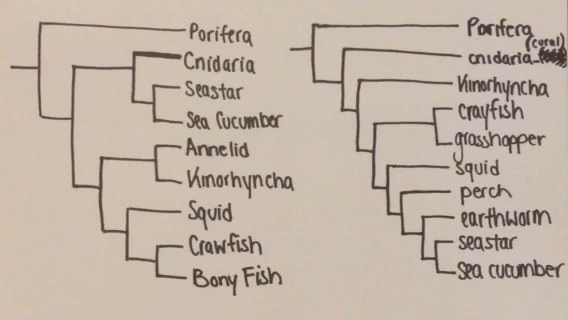 Porifera
Cnidaria
Seastar
Sea Cucumber
Annelid
Kinorhyncha
Squid
Crawfish
Bony Fish
Porifera
(coral)
cnidaria
Kinorhyncha
crayfish
grasshopper
squid
perch
earthworm
seastar
Sea cucumber